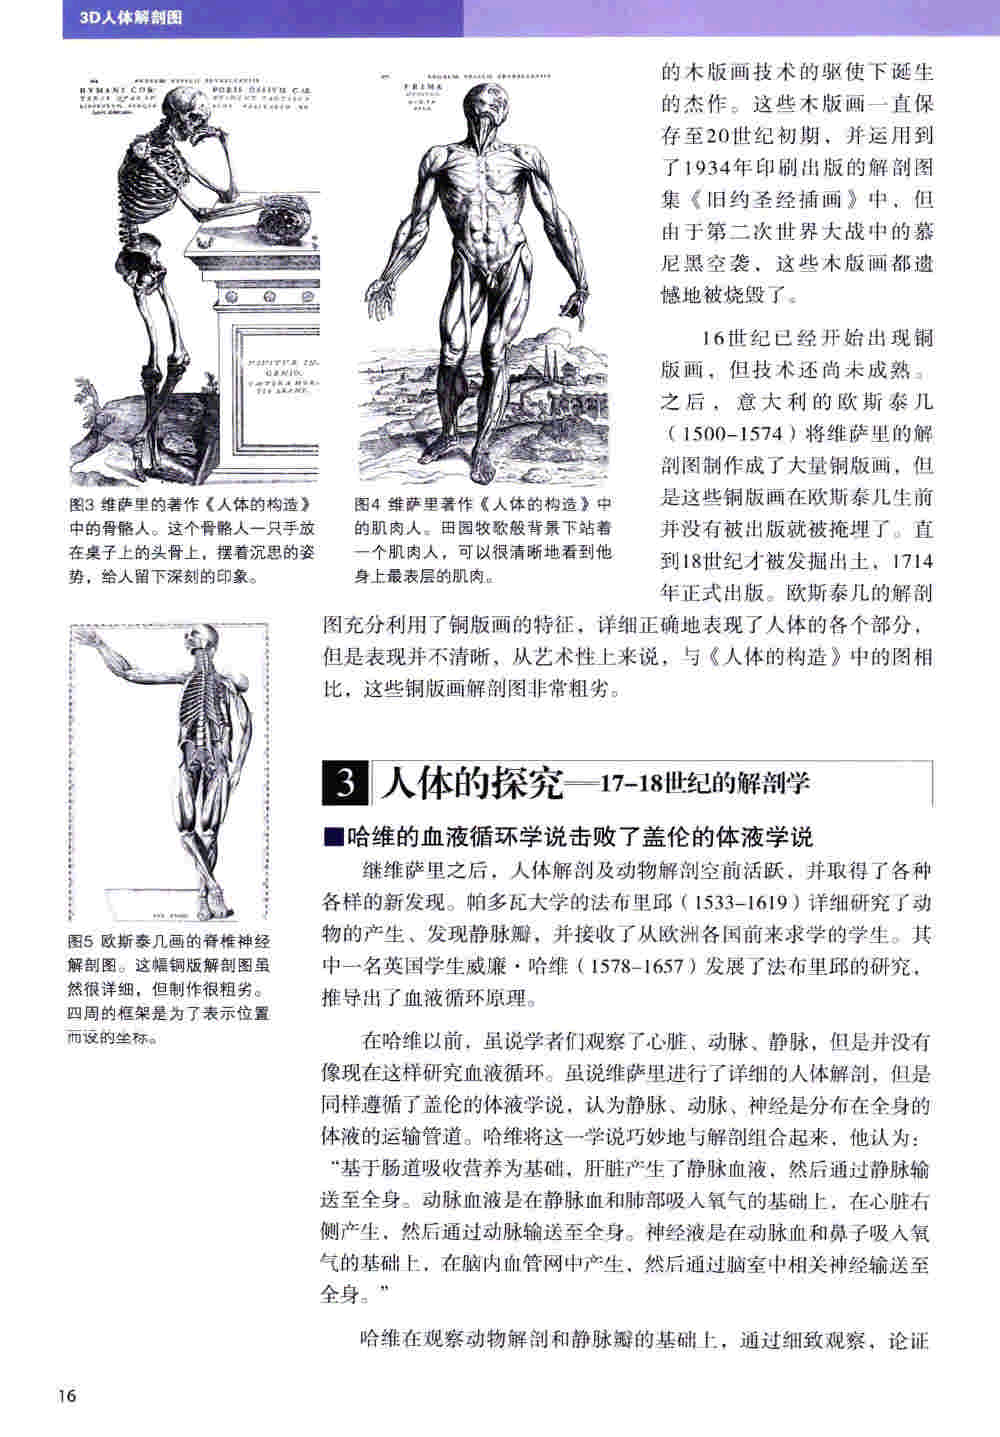 3D人体解剖图
的木版画技术的驱使下诞生
的杰作。这些木版画一直保
存至20世纪初期，并运用到
了1934年印刷出版的解剖图
集《旧约圣经插画》中，但
由于第二次世界大战中的慕
尼黑空袭，这些木版画都遗
憾地被烧毁了。
16世纪已经开始出现铜
版画，但技术还尚未成熟。
之后，意大利的欧斯泰几
（1500-1574）将维萨里的解
剖图制作成了大量铜版画，但
是这些铜版画在欧斯泰几生前
并没有被出版就被掩埋了。直
到18世纪才被发掘出土，1714
年正式出版。欧斯泰几的解剖
图充分利用了铜版画的特征，详细正确地表现了人体的各个部分，
但是表现并不清晰，从艺术性上来说，与《人体的构造》中的图相
比，这些铜版画解剖图非常粗劣。
HVMANI COR-
PORIS OSSIVM CAE
VIVITVR IN-
GENIO,
CAETERA MOR-
TIS ERVNT.
图3 维萨里的著作《人体的构造》
中的骨骼人。这个骨骼人一只手放
在桌子上的头骨上，摆着沉思的姿
势，给人留下深刻的印象。
PRIMA
图4 维萨里著作《人体的构造》中
的肌肉人。田园牧歌般背景下站着
一个肌肉人，可以很清晰地看到他
身上最表层的肌肉。
图5 欧斯泰几画的脊椎神经
解剖图。这幅铜版解剖图虽
然很详细，但制作很粗劣。
四周的框架是为了表示位置
而设的坐标。
3 人体的探究——17-18世纪的解剖学
■哈维的血液循环学说击败了盖伦的体液学说
继维萨里之后，人体解剖及动物解剖空前活跃，并取得了各种
各样的新发现。帕多瓦大学的法布里邱（1533-1619）详细研究了动
物的产生、发现静脉瓣，并接收了从欧洲各国前来求学的学生。其
中一名英国学生威廉·哈维（1578-1657）发展了法布里邱的研究，
推导出了血液循环原理。
在哈维以前，虽说学者们观察了心脏、动脉、静脉，但是并没有
像现在这样研究血液循环。虽说维萨里进行了详细的人体解剖，但是
同样遵循了盖伦的体液学说，认为静脉、动脉、神经是分布在全身的
体液的运输管道。哈维将这一学说巧妙地与解剖组合起来，他认为：
“基于肠道吸收营养为基础，肝脏产生了静脉血液，然后通过静脉输
送至全身。动脉血液是在静脉血和肺部吸入氧气的基础上，在心脏右
侧产生，然后通过动脉输送至全身。神经液是在动脉血和鼻子吸入氧
气的基础上，在脑内血管网中产生，然后通过脑室中相关神经输送至
全身。”
哈维在观察动物解剖和静脉瓣的基础上，通过细致观察，论证
16